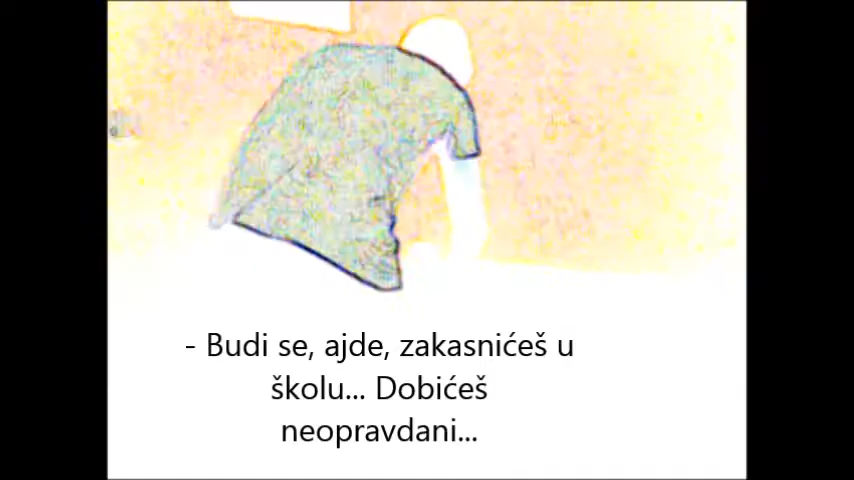 - Budi se, ajde, zakasnićeš u
školu... Dobićeš
neopravdani...